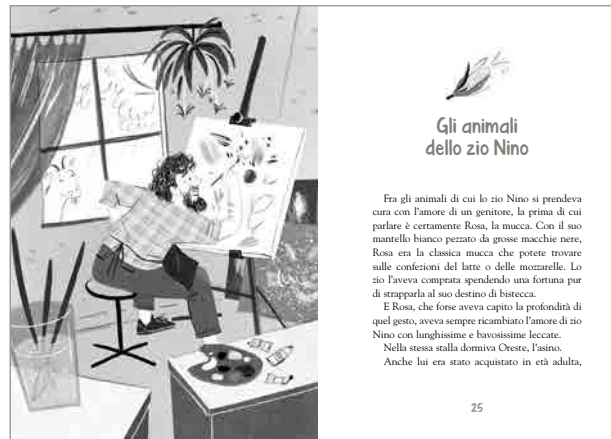 Gli animali
dello zio Nino
Fra gli animali di cui lo zio Nino si prendeva
cura con l'amore di un genitore, la prima di cui
parlare è certamente Rosa, la mucca. Con il suo
mantello bianco pezzato da grosse macchie nere,
Rosa era la classica mucca che potete trovare
sulle confezioni del latte o delle mozzarelle. Lo
zio l'aveva comprata spendendo una fortuna pur
di strapparla al suo destino di bistecca.
E Rosa, che forse aveva capito la profondità di
quel gesto, aveva sempre ricambiato l'amore di zio
Nino con lunghissime e bavosissime leccate.
Nella stessa stalla dormiva Oreste, l'asino.
Anche lui era stato acquistato in età adulta,
25